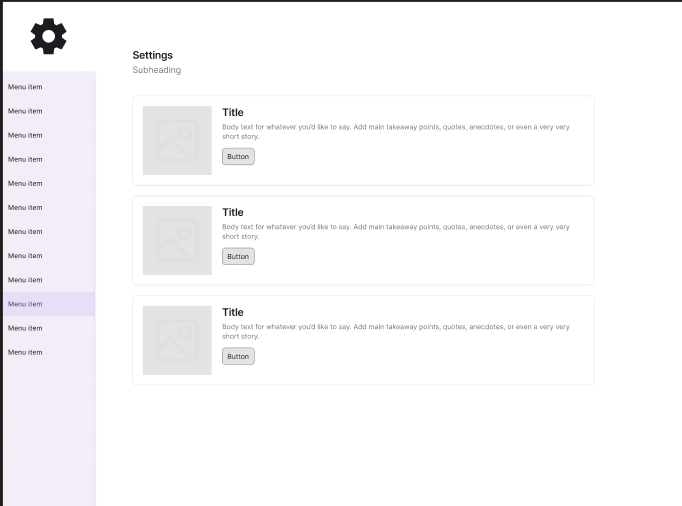 Settings
Subheading
Menu item
Menu item
Menu item
Menu item
Menu item
Menu item
Menu item
Menu item
Menu item
Menu item
Menu item
Menu item
Title
Body text for whatever you'd like to say. Add main takeaway points, quotes, anecdotes, or even a very very
short story.
Button
Title
Body text for whatever you'd like to say. Add main takeaway points, quotes, anecdotes, or even a very very
short story.
Button
Title
Body text for whatever you'd like to say. Add main takeaway points, quotes, anecdotes, or even a very very
short story.
Button